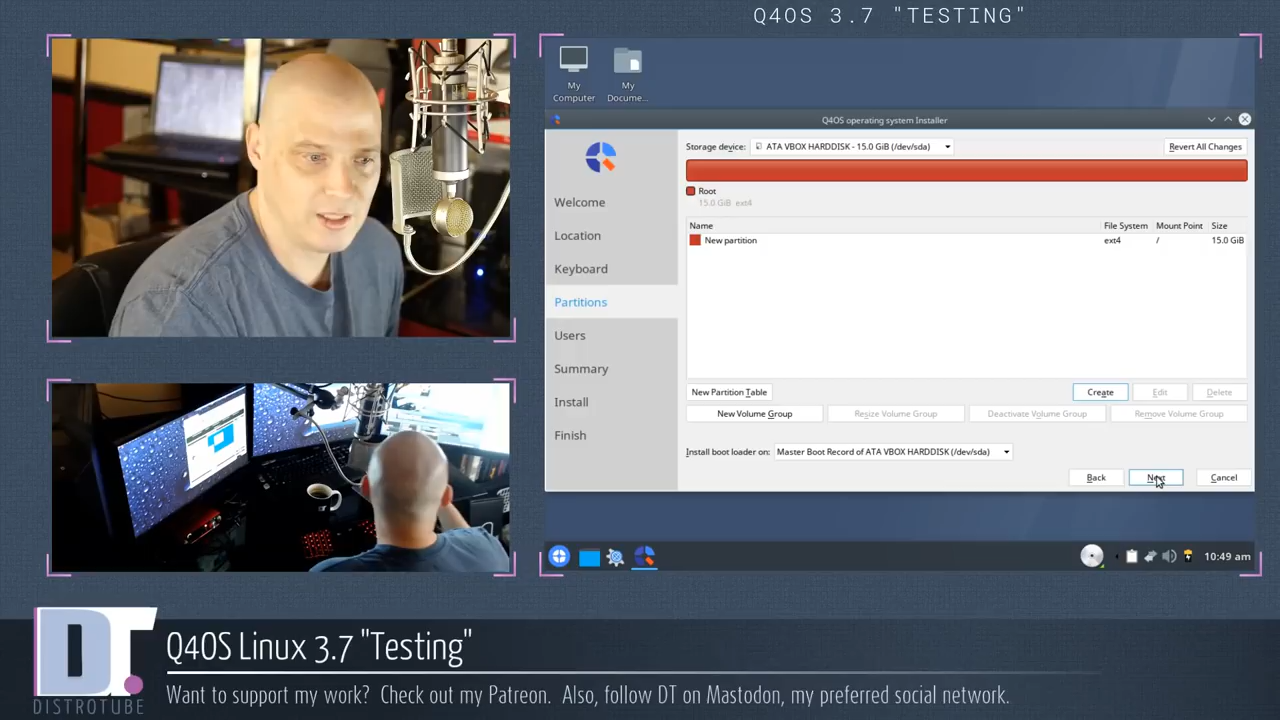 Q4OS 3.7 "TESTING"
My Computer
My Docume...
Q4OS operating system Installer
Welcome
Location
Keyboard
Partitions
Users
Summary
Install
Finish
Storage device: ATA VBOX HARDDISK - 15.0 GiB (/dev/sda)
Revert All Changes
Root
15.0 GiB ext4
Name File System Mount Point Size
New partition ext4 / 15.0 GiB
New Partition Table Create Edit Delete
New Volume Group Resize Volume Group Deactivate Volume Group Remove Volume Group
Install boot loader on: Master Boot Record of ATA VBOX HARDDISK (/dev/sda)
Back Next Cancel
10:49 am
DT
DISTROTUBE
Q4OS Linux 3.7 "Testing"
Want to support my work? Check out my Patreon. Also, follow DT on Mastodon, my preferred social network.